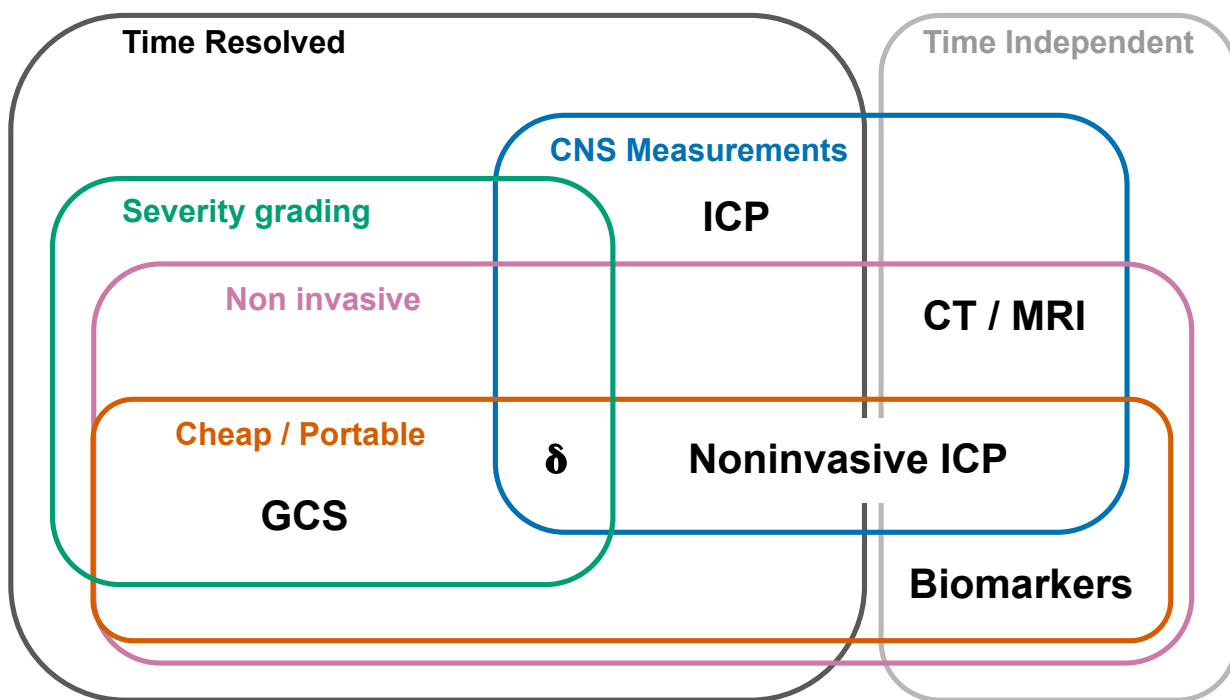 Time Resolved
Time Independent
CNS Measurements
Severity grading
ICP
Non invasive
CT / MRI
Cheap / Portable
δ
Noninvasive ICP
GCS
Biomarkers